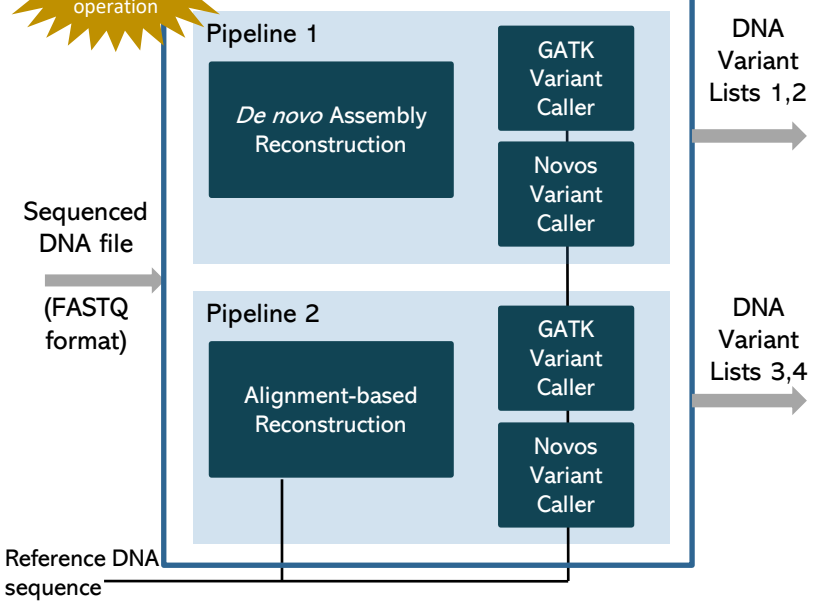 operation
Pipeline 1
De novo Assembly
Reconstruction
GATK
Variant
Caller
Novos
Variant
Caller
DNA
Variant
Lists 1,2
Sequenced
DNA file
(FASTQ
format)
Pipeline 2
Alignment-based
Reconstruction
GATK
Variant
Caller
Novos
Variant
Caller
DNA
Variant
Lists 3,4
Reference DNA
sequence